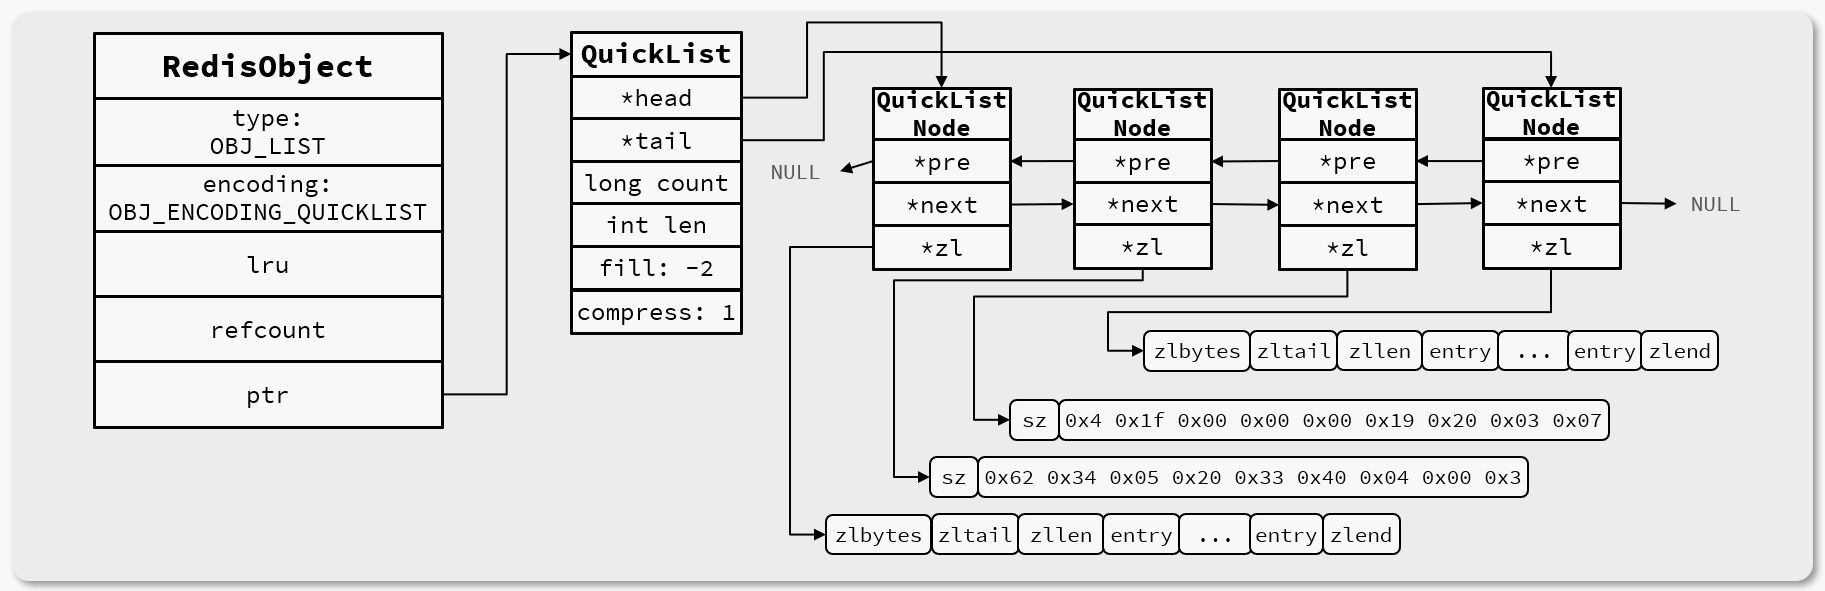 RedisObject
type:
OBJ_LIST
encoding:
OBJ_ENCODING_QUICKLIST
lru
refcount
ptr
QuickList
*head
*tail
long count
int len
fill: -2
compress: 1
NULL
QuickList
Node
*pre
*next
*zl
QuickList
Node
*pre
*next
*zl
QuickList
Node
*pre
*next
*zl
QuickList
Node
*pre
*next
*zl
NULL
zlbytes zltail zllen entry ... entry zlend
sz 0x4 0x1f 0x00 0x00 0x00 0x19 0x20 0x03 0x07
sz 0x62 0x34 0x05 0x20 0x33 0x40 0x04 0x00 0x3
zlbytes zltail zllen entry ... entry zlend